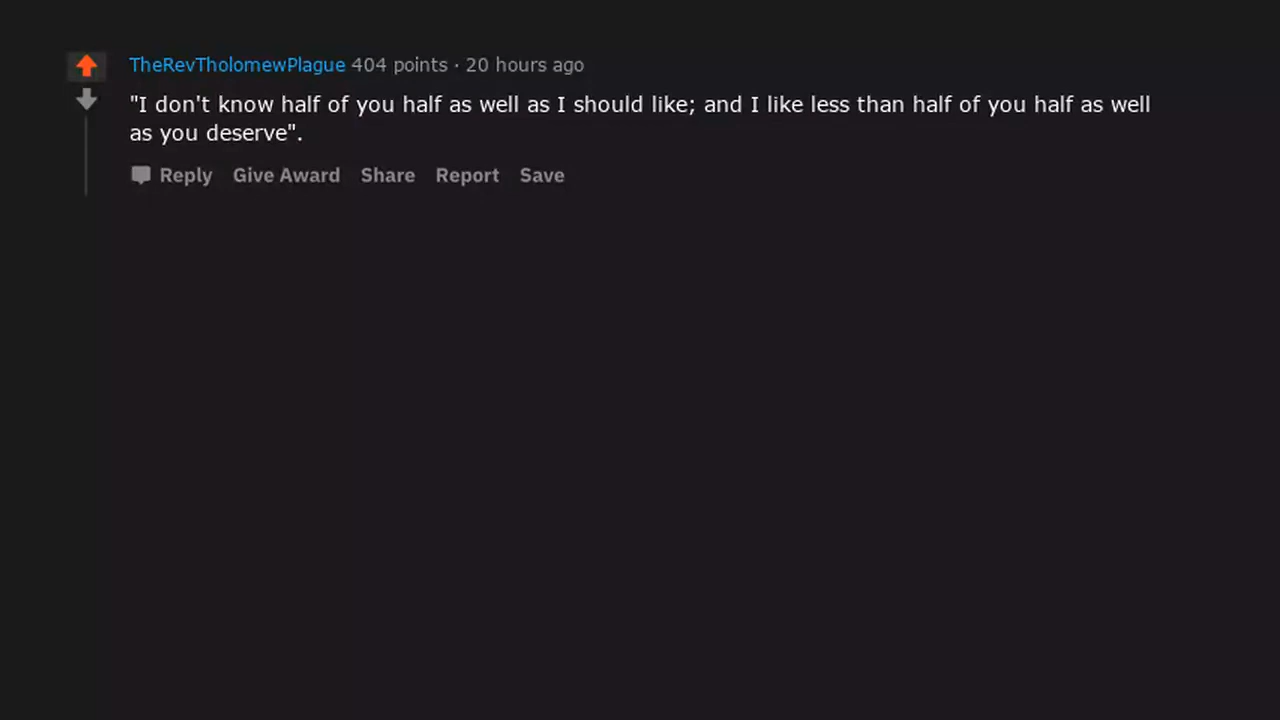 TheRevTholomewPlague 404 points · 20 hours ago
"I don't know half of you half as well as I should like; and I like less than half of you half as well
as you deserve".
Reply Give Award Share Report Save